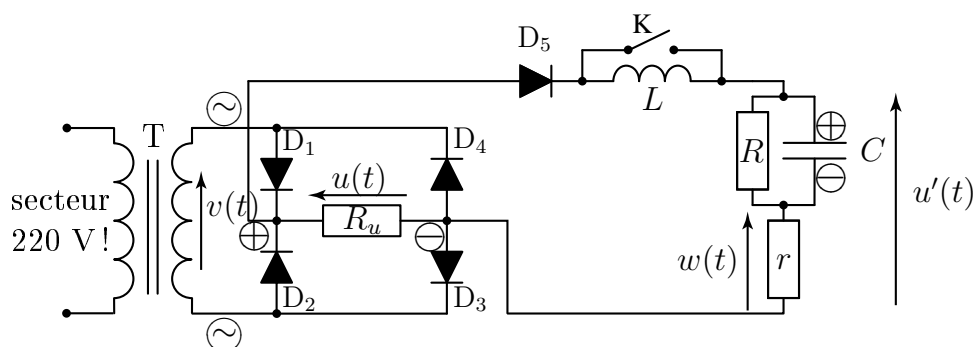 K
D₅
L
~
T
D₁
D₄
R
⊕
C
u(t)
v(t)
secteur
220 V!
Rᵤ
⊕
⊖
⊖
u′(t)
w(t)
r
D₂
D₃
~